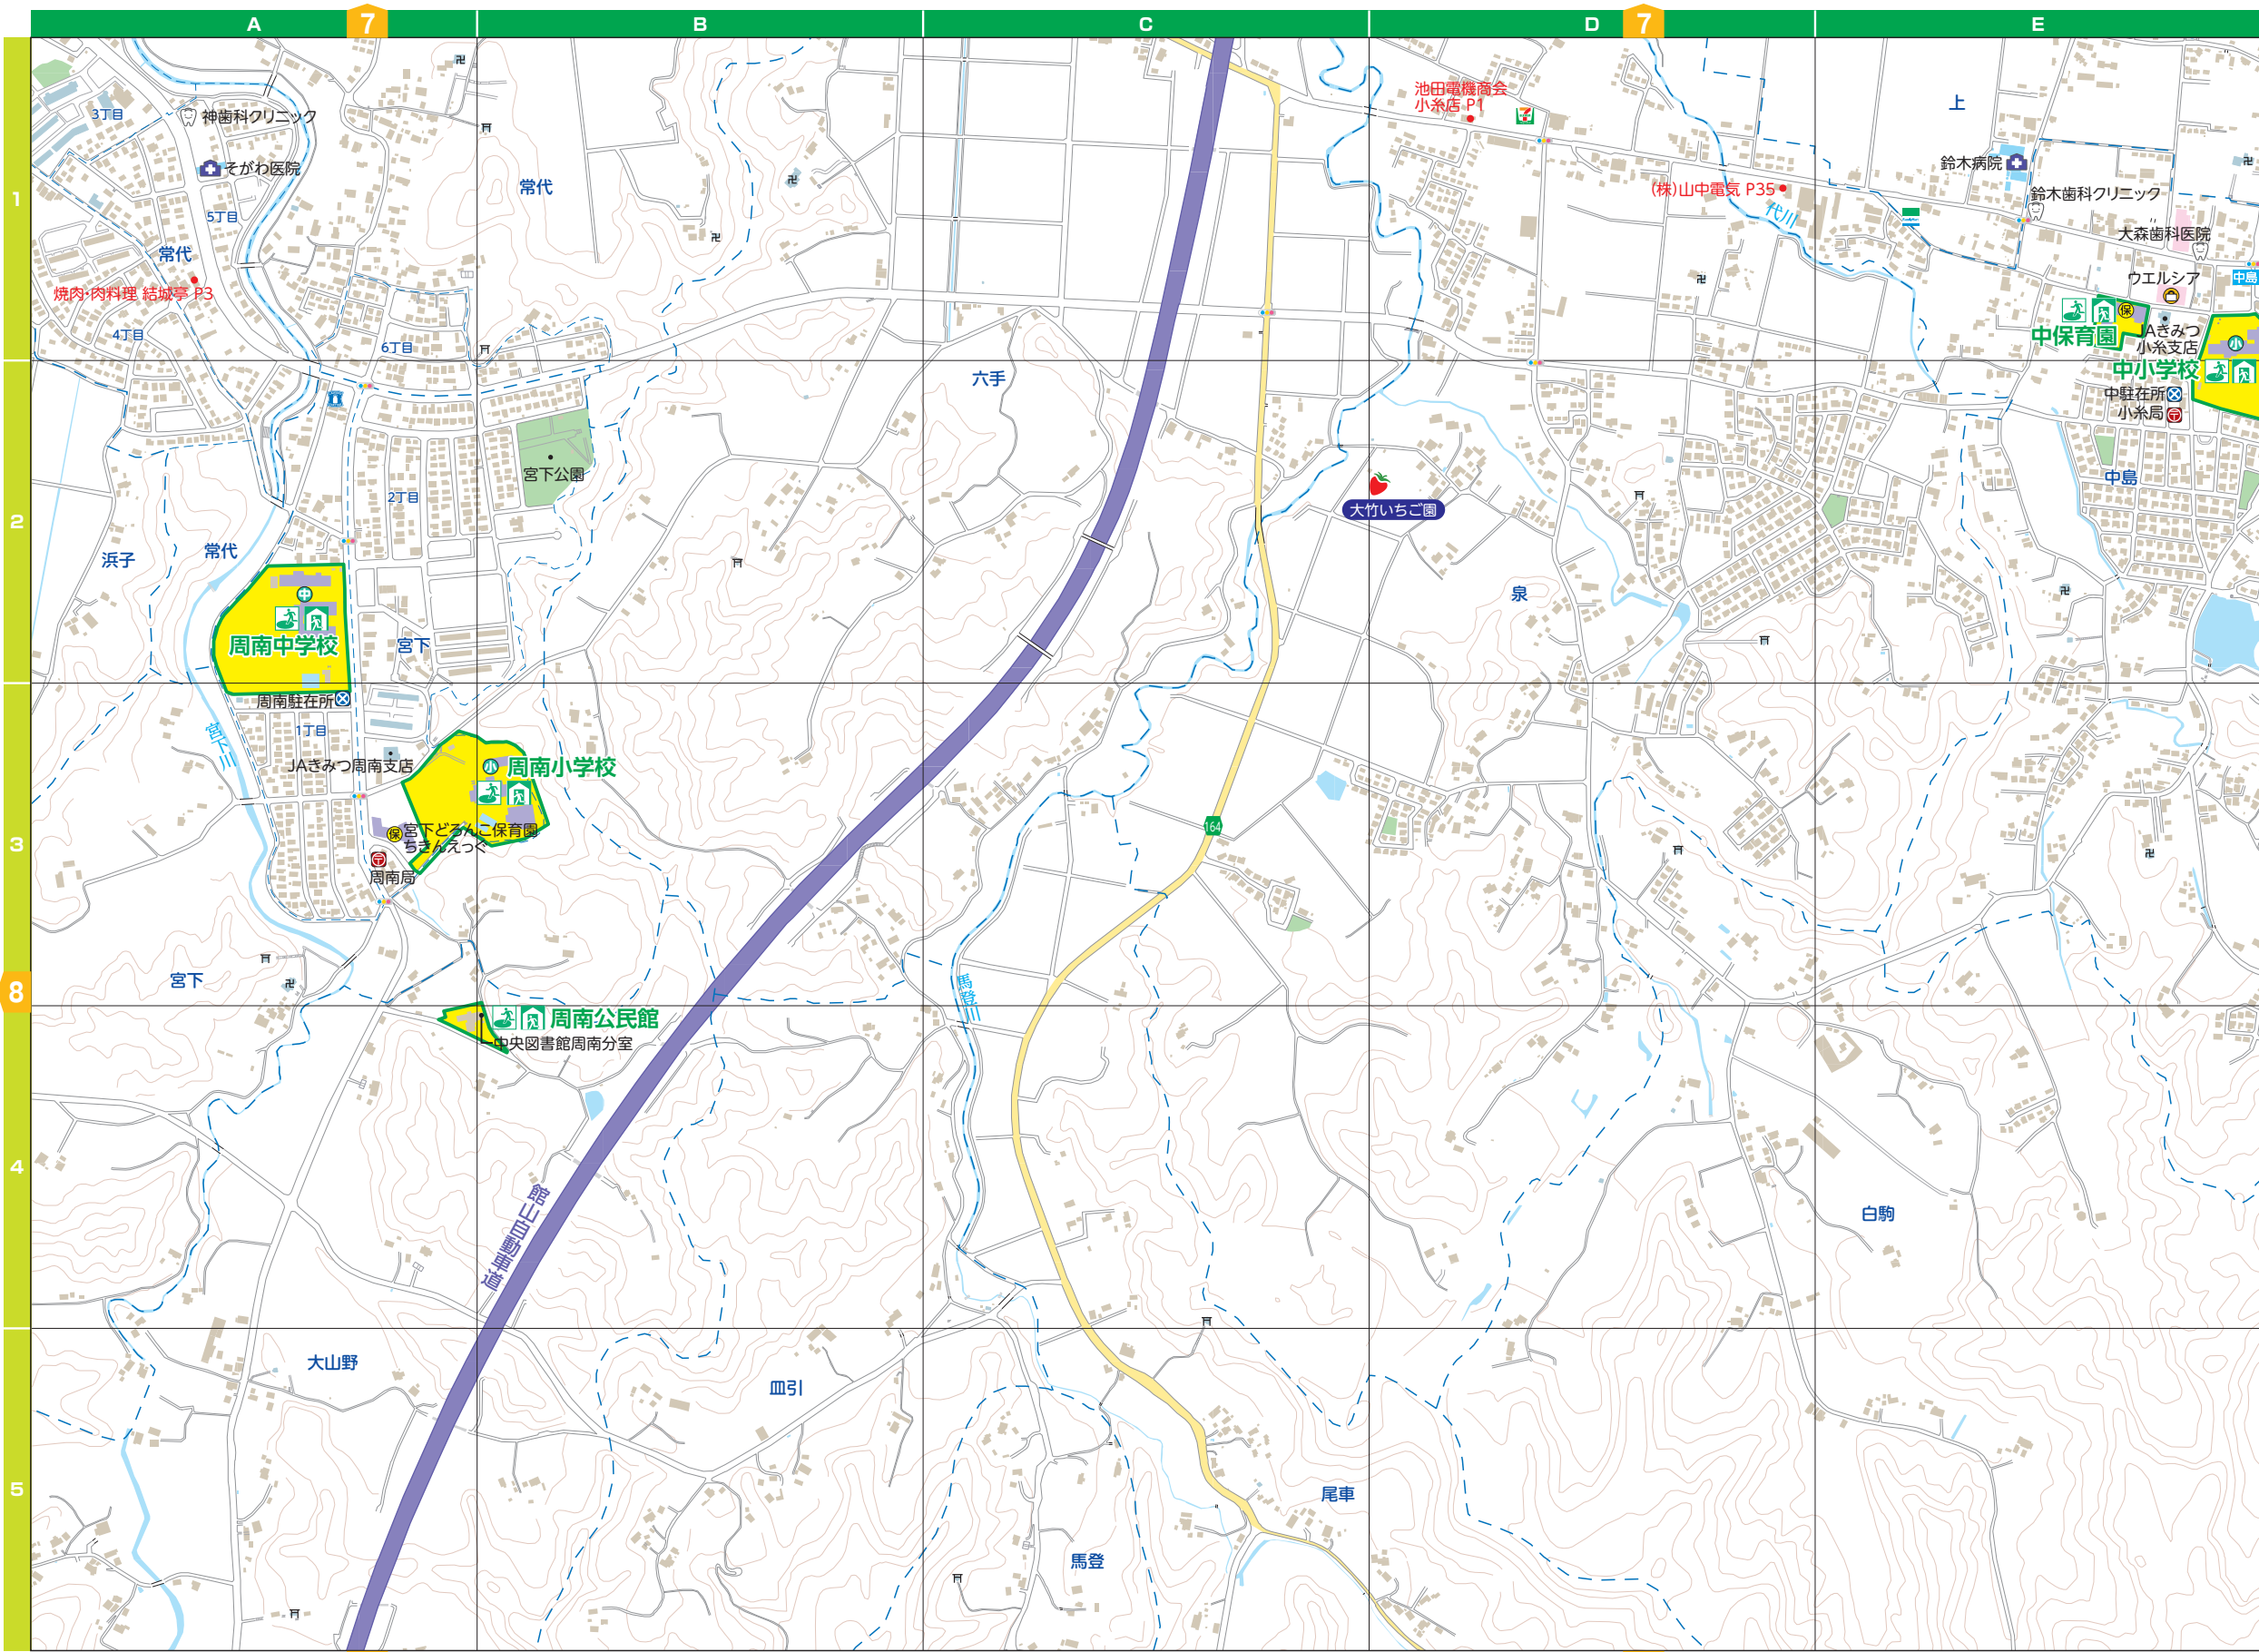 A
7
B
C
D
7
E
1
2
3
8
4
5
3丁目
神歯科クリニック
そがわ医院
5丁目
常代
焼肉・肉料理 結城亭 P3
4丁目
6丁目
常代
池田電機商会
小糸店 P1
上
鈴木病院
(株)山中電気 P35
鈴木歯科クリニック
代川
大森歯科医院
ウエルシア
中島
保
中保育園
JAきみつ
小糸支店
小
中小学校
中駐在所
小糸局
六手
宮下公園
2丁目
大竹いちご園
中島
浜子
常代
中
周南中学校
宮下
泉
周南駐在所
1丁目
宮下川
JAきみつ周南支店
小
周南小学校
保
宮下どろんこ保育園
ちきんえっぐ
周南局
164
宮下
馬登川
周南公民館
中央図書館周南分室
館山自動車道
白駒
大山野
皿引
尾車
馬登